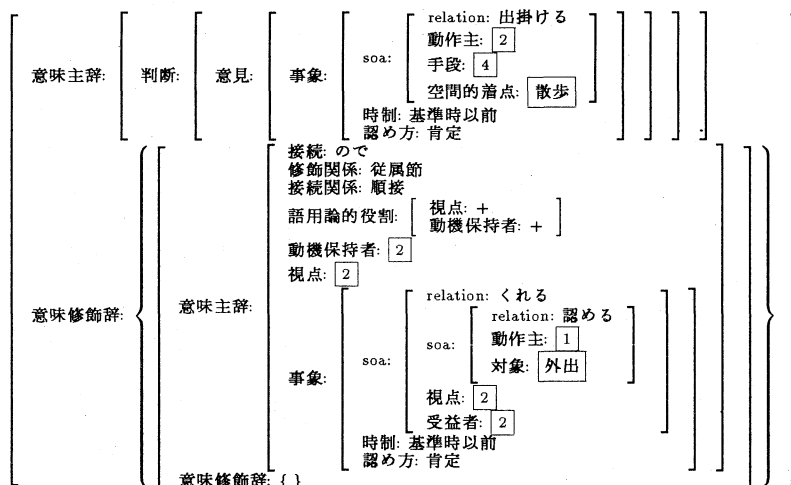 relation: 出掛ける
動作主: 2
soa: 手段: 4
空間的着点: 散歩
意味主辞: 判断: 意見: 事象:
時制: 基準時以前
認め方: 肯定
接続: ので
修飾関係: 従属節
接続関係: 順接
語用論的役割: 視点: +
動機保持者: +
動機保持者: 2
視点: 2
意味修飾辞: 意味主辞:
relation: くれる
relation: 認める
soa: 動作主: 1
対象: 外出
事象: soa:
視点: 2
受益者: 2
時制: 基準時以前
認め方: 肯定
意味修飾辞: { }